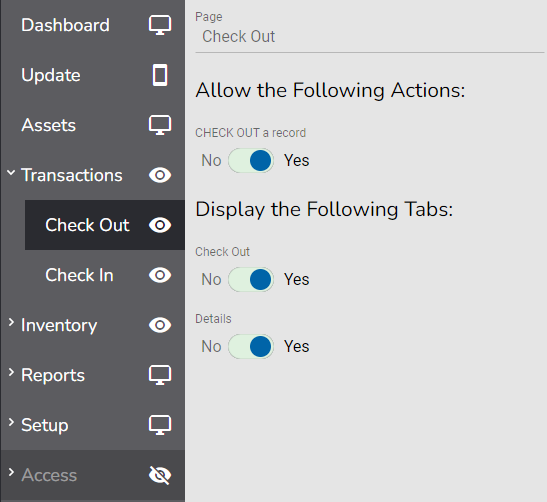 Dashboard
Update
Assets
Transactions
Check Out
Check In
Inventory
Reports
Setup
Access
Page
Check Out
Allow the Following Actions:
CHECK OUT a record
No Yes
Display the Following Tabs:
Check Out
No Yes
Details
No Yes